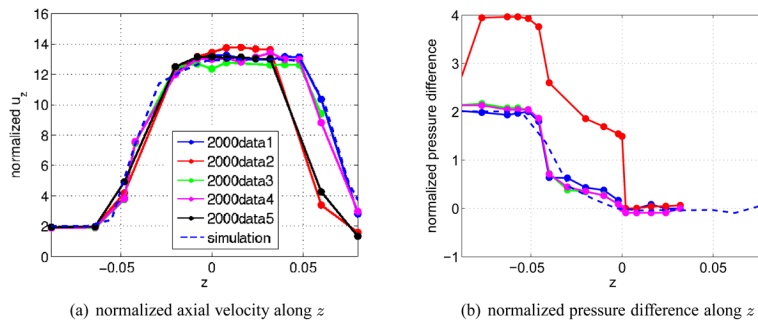 16
14
12
10
8
6
4
2
0
normalized u_z
2000data1
2000data2
2000data3
2000data4
2000data5
simulation
−0.05 0 0.05
z
(a) normalized axial velocity along z
4
3
2
1
0
−1
normalized pressure difference
−0.05 0 0.05
z
(b) normalized pressure difference along z